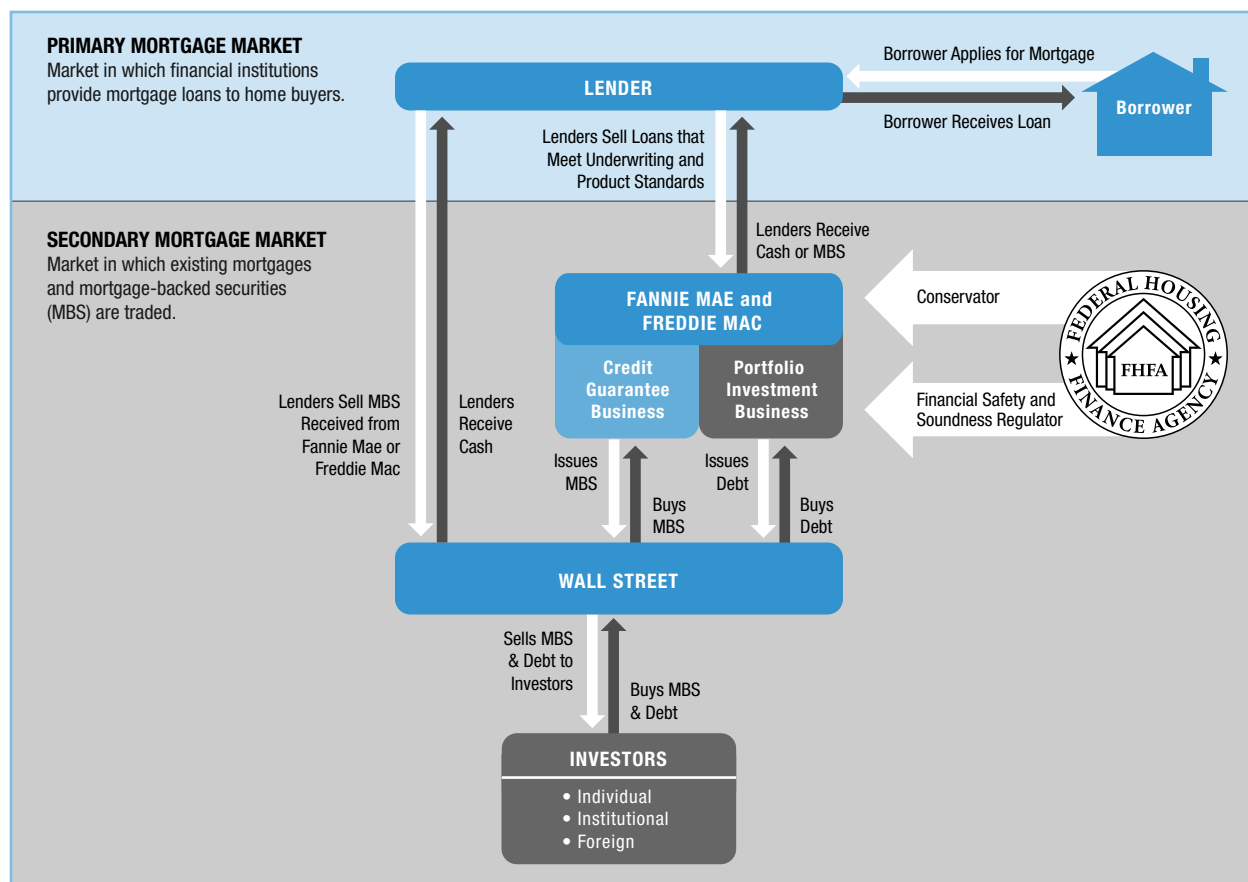 PRIMARY MORTGAGE MARKET
Market in which financial institutions
provide mortgage loans to home buyers.
LENDER
Borrower Applies for Mortgage
Borrower
Borrower Receives Loan
Lenders Sell Loans that
Meet Underwriting and
Product Standards
SECONDARY MORTGAGE MARKET
Market in which existing mortgages
and mortgage-backed securities
(MBS) are traded.
Lenders Receive
Cash or MBS
FANNIE MAE and
FREDDIE MAC
Credit
Guarantee
Business
Portfolio
Investment
Business
Conservator
Financial Safety and
Soundness Regulator
FEDERAL HOUSING
FINANCE AGENCY
FHFA
Lenders Sell MBS
Received from
Fannie Mae or
Freddie Mac
Lenders
Receive
Cash
Issues
MBS
Buys
MBS
Issues
Debt
Buys
Debt
WALL STREET
Sells MBS
& Debt to
Investors
Buys MBS
& Debt
INVESTORS
• Individual
• Institutional
• Foreign